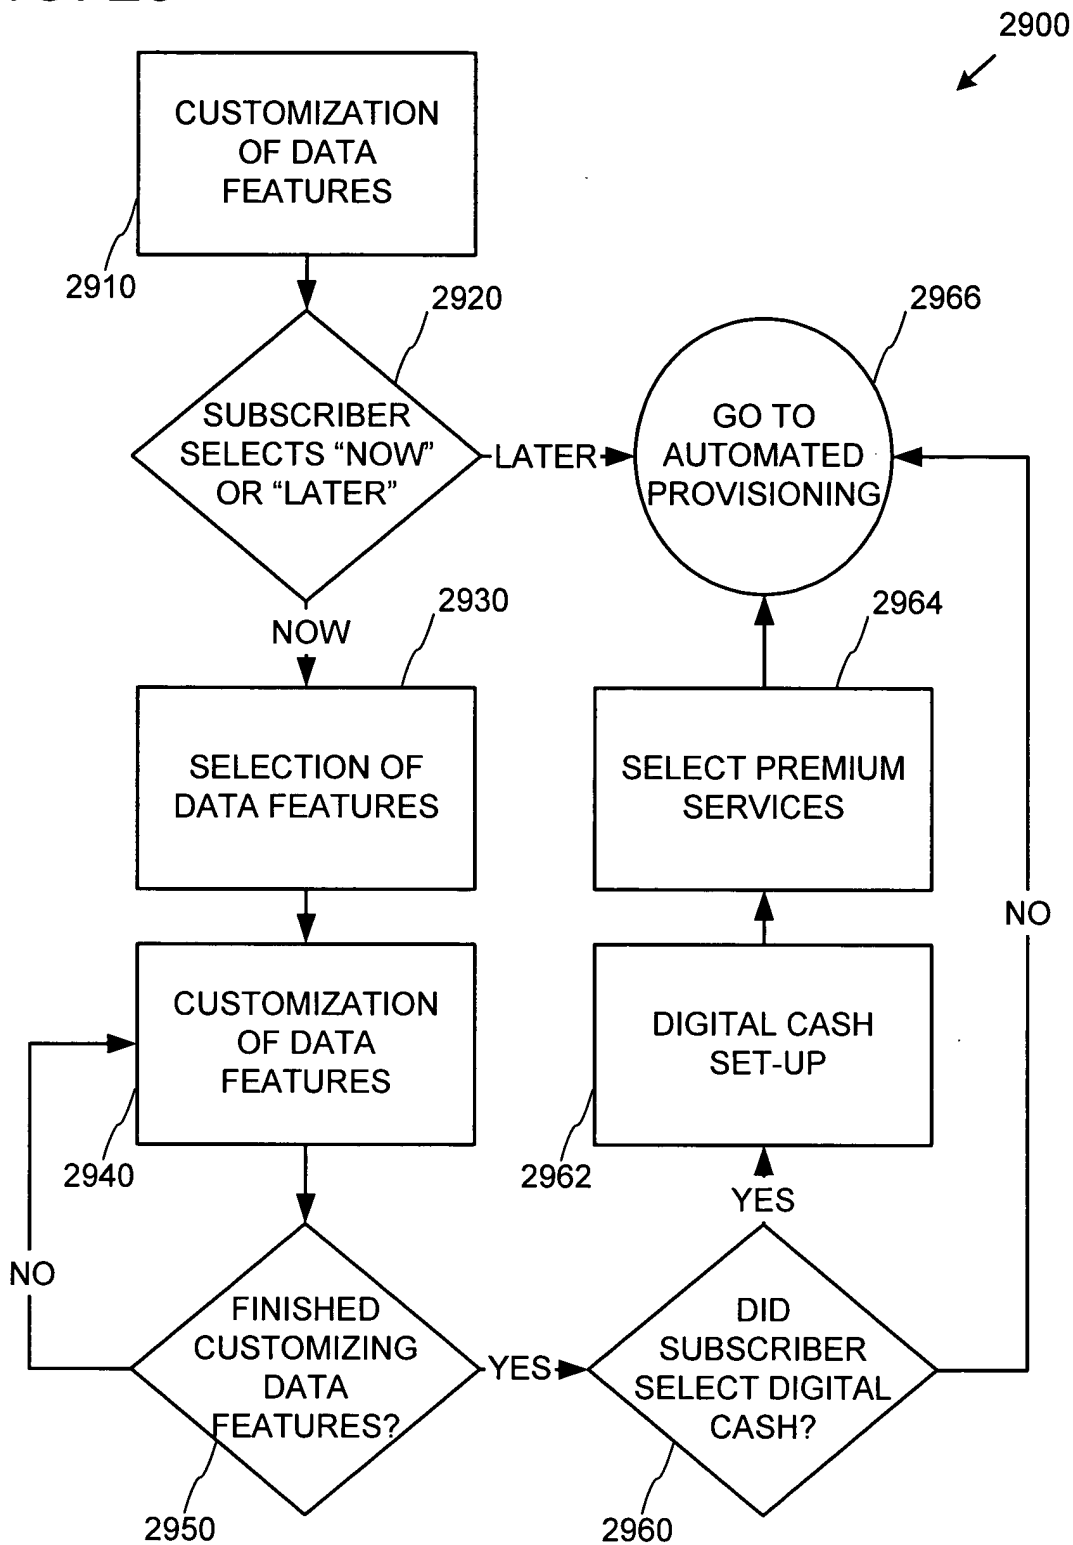 2900
CUSTOMIZATION
OF DATA
FEATURES
2910
2920
SUBSCRIBER
SELECTS “NOW”
OR “LATER”
LATER
2966
GO TO
AUTOMATED
PROVISIONING
NOW
2930
SELECTION OF
DATA FEATURES
2964
SELECT PREMIUM
SERVICES
NO
CUSTOMIZATION
OF DATA
FEATURES
2940
DIGITAL CASH
SET-UP
2962
YES
NO
FINISHED
CUSTOMIZING
DATA
FEATURES?
2950
YES
DID
SUBSCRIBER
SELECT DIGITAL
CASH?
2960